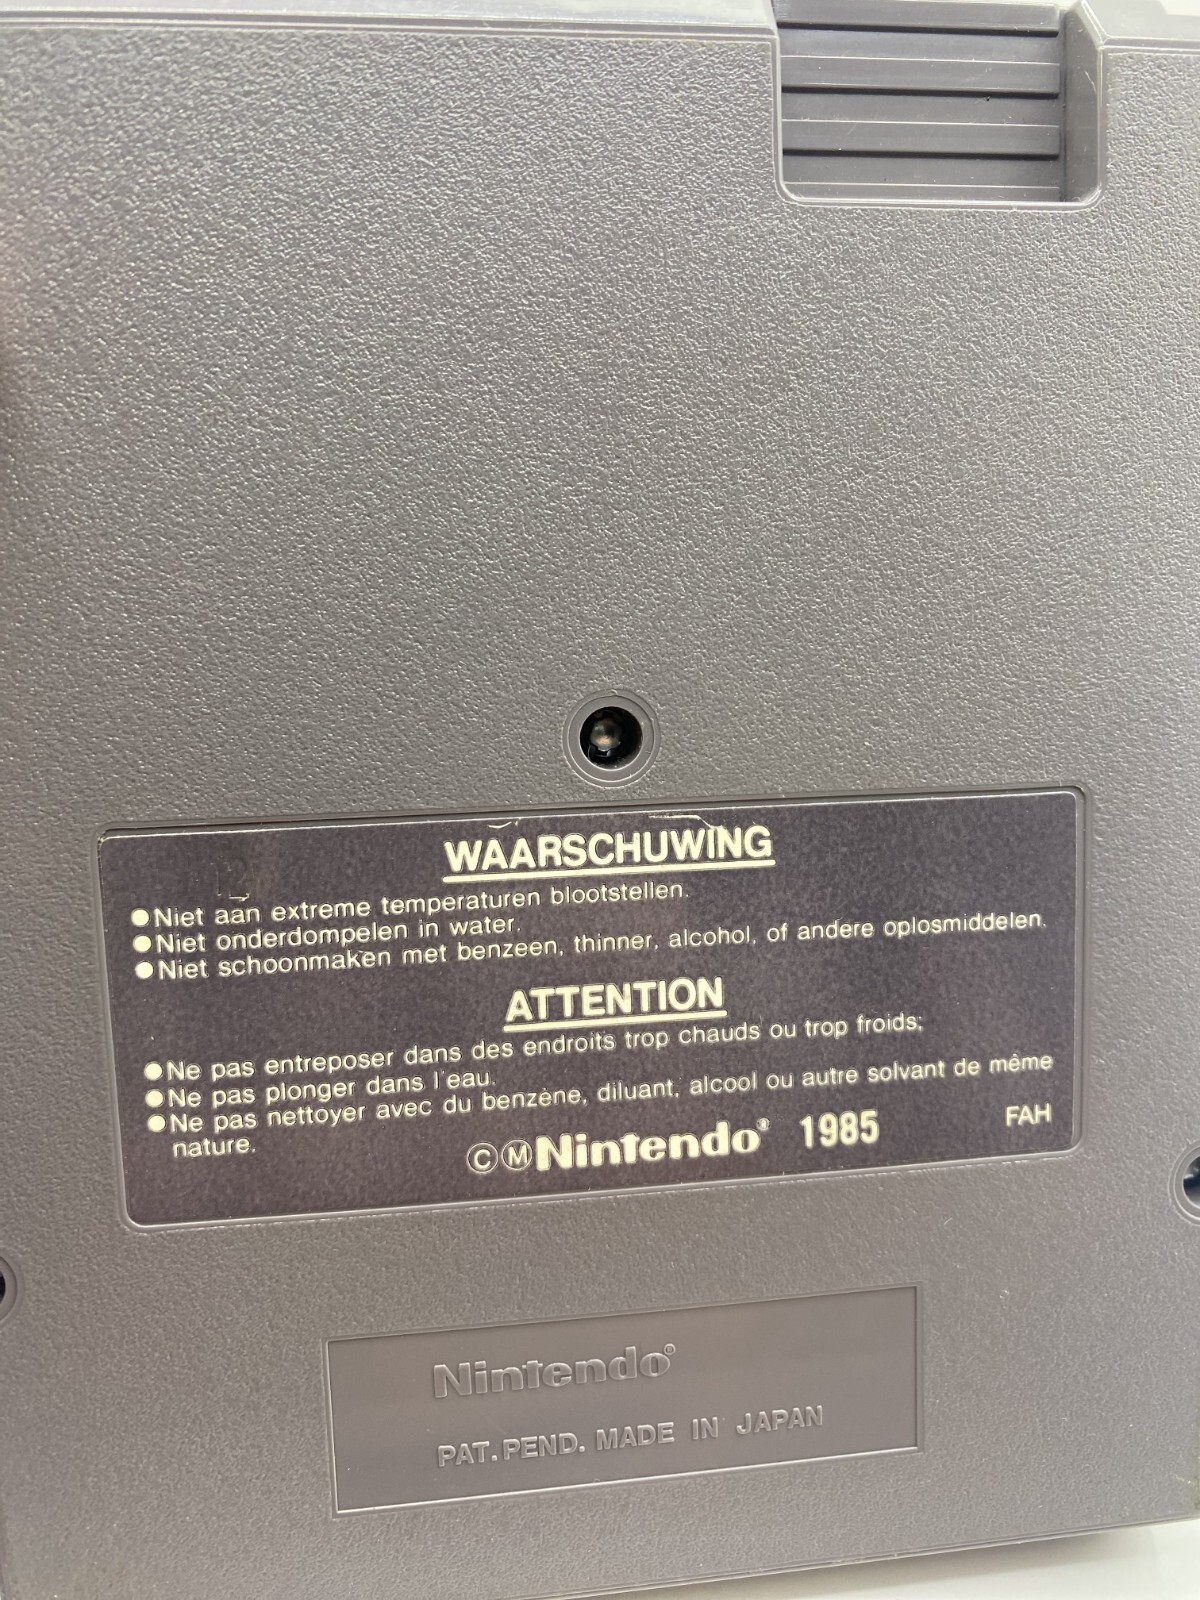 WAARSCHUWING
●Niet aan extreme temperaturen blootstellen.
●Niet onderdompelen in water.
●Niet schoonmaken met benzeen, thinner, alcohol, of andere oplosmiddelen.
ATTENTION
●Ne pas entreposer dans des endroits trop chauds ou trop froids;
●Ne pas plonger dans l'eau.
●Ne pas nettoyer avec du benzène, diluant, alcool ou autre solvant de même
nature.
ⒸⓂNintendo® 1985 FAH
Nintendo®
PAT.PEND. MADE IN JAPAN